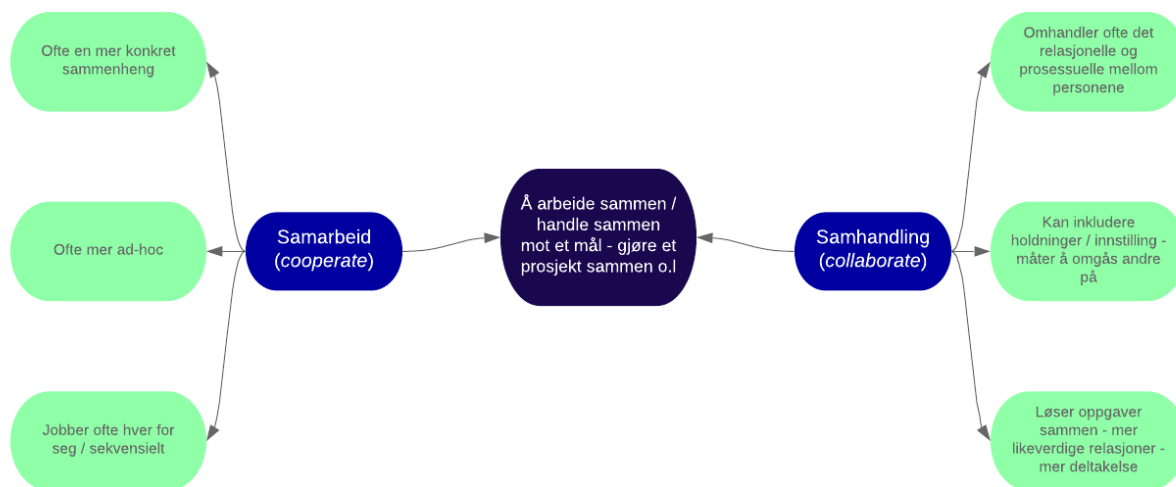 Ofte en mer konkret
sammenheng
Ofte mer ad-hoc
Jobber ofte hver for
seg / sekvensielt
Samarbeid
(cooperate)
Å arbeide sammen /
handle sammen
mot et mål - gjøre et
prosjekt sammen o.l
Samhandling
(collaborate)
Omhandler ofte det
relasjonelle og
prosessuelle mellom
personene
Kan inkludere
holdninger / innstilling -
måter å omgås andre
på
Løser oppgaver
sammen - mer
likeverdige relasjoner -
mer deltakelse